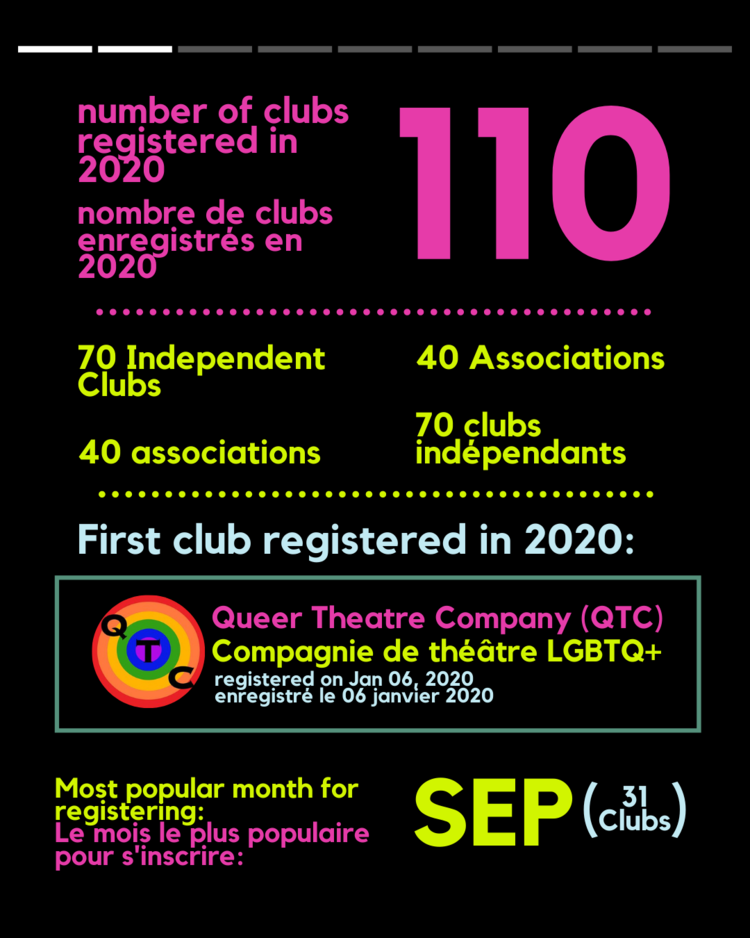 number of clubs
registered in
2020
110
nombre de clubs
enregistrés en
2020
70 Independent
Clubs
40 Associations
40 associations
70 clubs
indépendants
First club registered in 2020:
Q
T
C
Queer Theatre Company (QTC)
Compagnie de théâtre LGBTQ+
registered on Jan 06, 2020
enregistré le 06 janvier 2020
Most popular month for
registering:
Le mois le plus populaire
pour s'inscrire:
SEP
(31
Clubs)